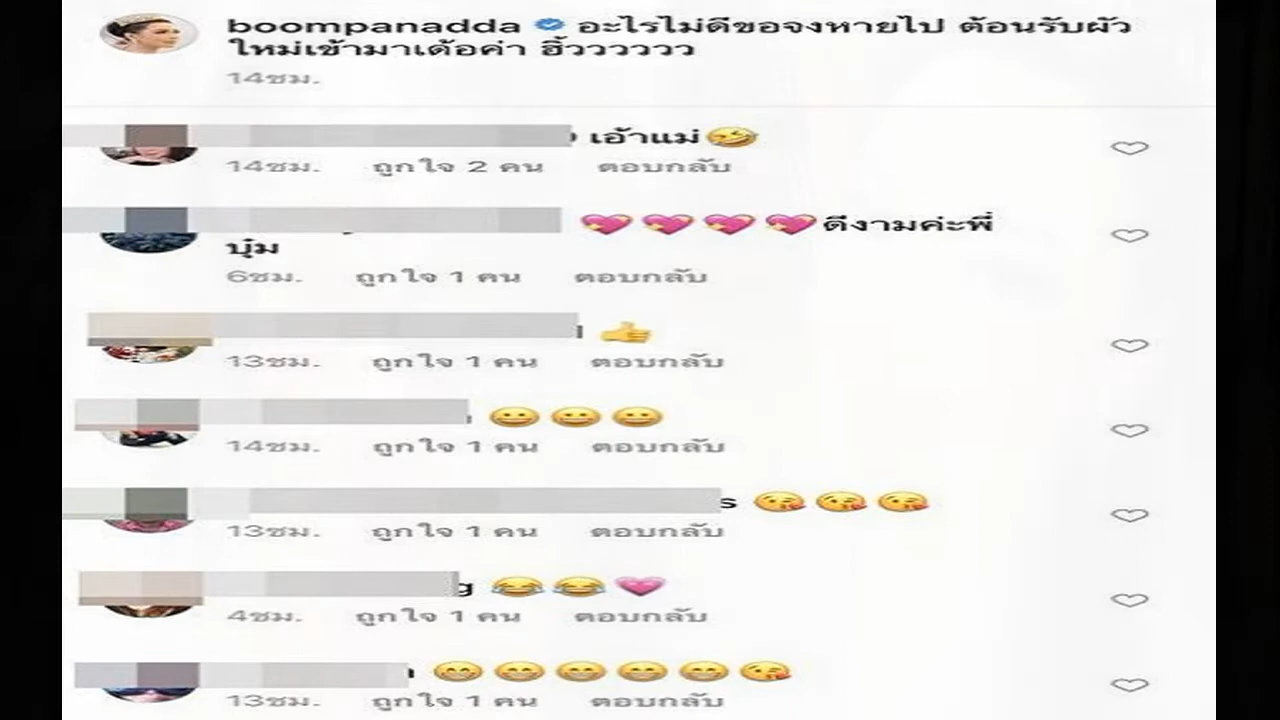 boompanadda อะไรไม่ดีขอจงหายไป ต้อนรับผัว
ใหม่เข้ามาเด้อค่า ฮิ้วววววว
14ชม.
เอ้าแม่🤣
14ชม. ถูกใจ 2 คน ตอบกลับ
💖 💖 💖 💖ดีงามค่ะพี่
บุ๋ม
6ชม. ถูกใจ 1 คน ตอบกลับ
👍
13ชม. ถูกใจ 1 คน ตอบกลับ
😀 😀 😀
14ชม. ถูกใจ 1 คน ตอบกลับ
s 😘 😘 😘
13ชม. ถูกใจ 1 คน ตอบกลับ
g 😂 😂 💗
4ชม. ถูกใจ 1 คน ตอบกลับ
😁 😁 😁 😁 😁 😘
13ชม. ถูกใจ 1 คน ตอบกลับ